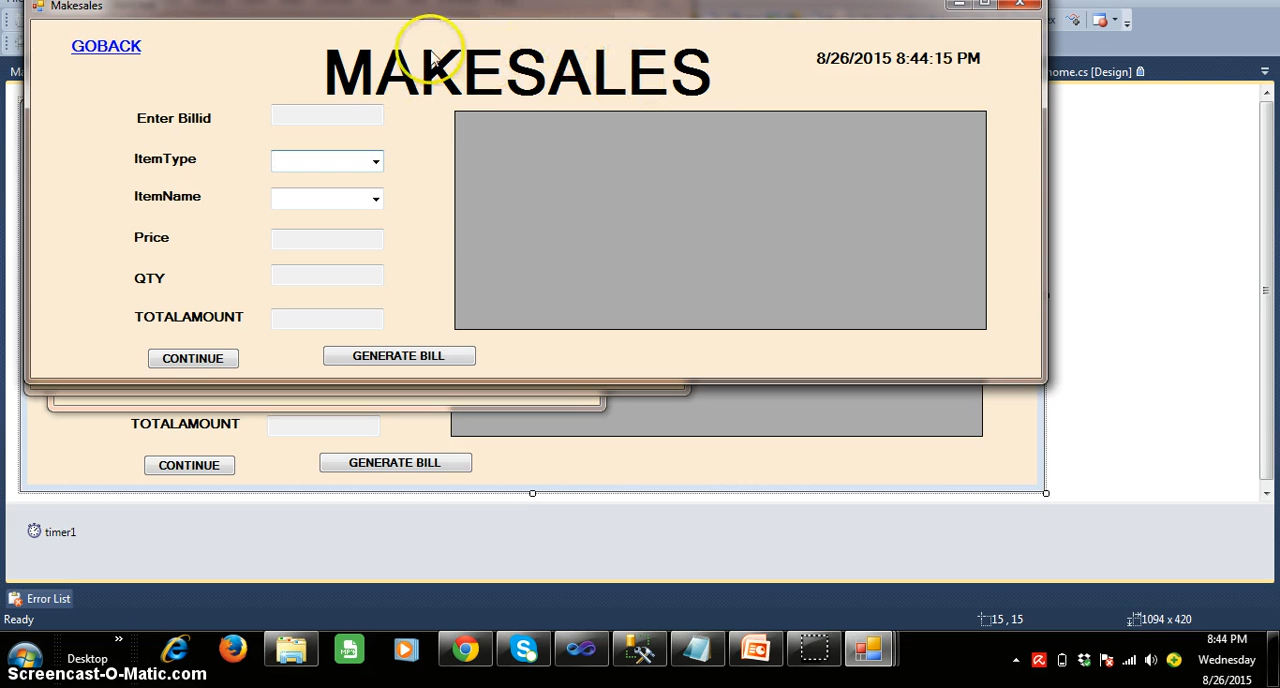 Makesales
GOBACK
MAKESALES
8/26/2015 8:44:15 PM
home.cs [Design]
Enter Billid
ItemType
ItemName
Price
QTY
TOTALAMOUNT
CONTINUE
GENERATE BILL
TOTALAMOUNT
CONTINUE
GENERATE BILL
timer1
Error List
Ready
15 , 15
1094 x 420
Desktop
»
MP3
8:44 PM
Wednesday
8/26/2015
Screencast-O-Matic.com